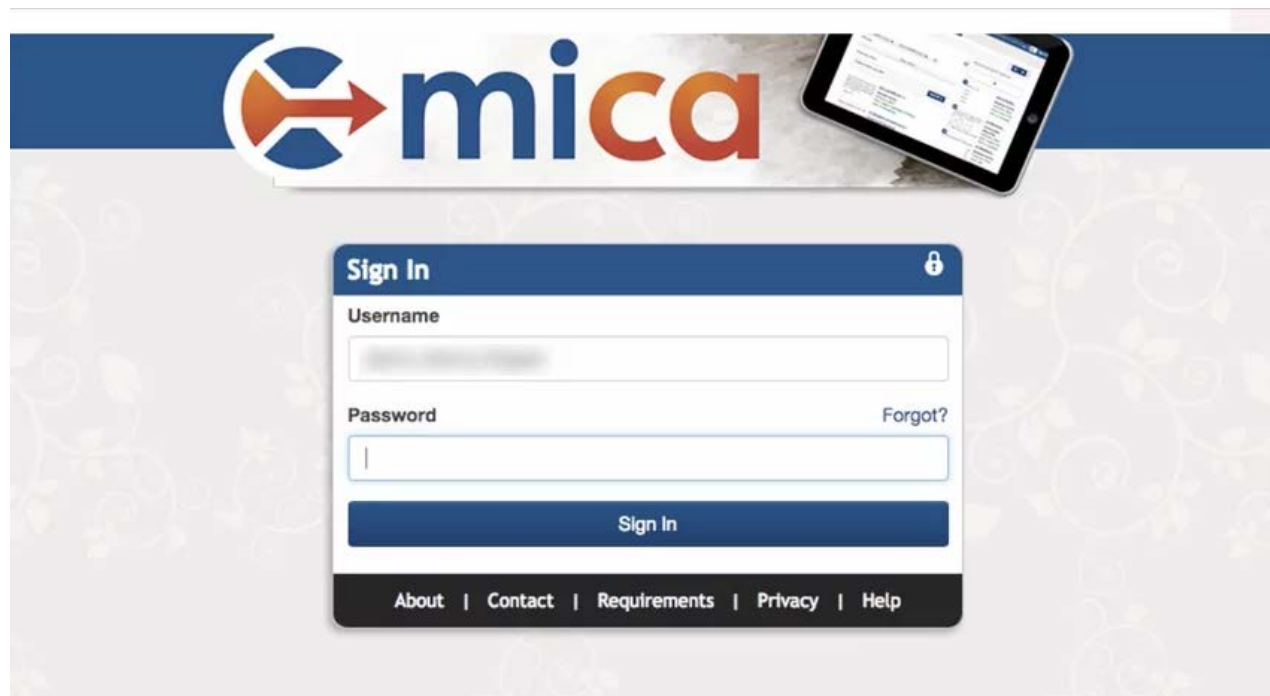 mica
Sign In
Username
Password Forgot?
Sign In
About | Contact | Requirements | Privacy | Help